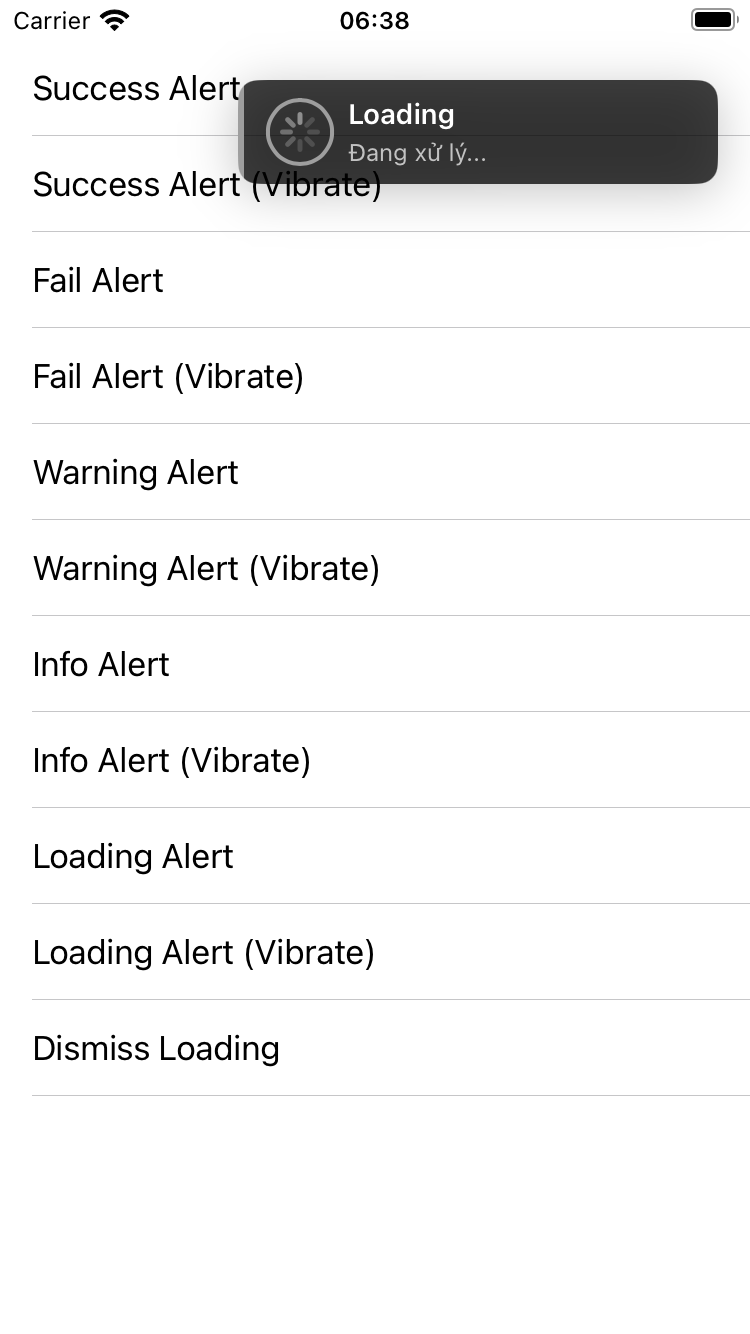 Carrier 06:38
Success Alert
Loading
Đang xử lý...
Success Alert (Vibrate)
Fail Alert
Fail Alert (Vibrate)
Warning Alert
Warning Alert (Vibrate)
Info Alert
Info Alert (Vibrate)
Loading Alert
Loading Alert (Vibrate)
Dismiss Loading